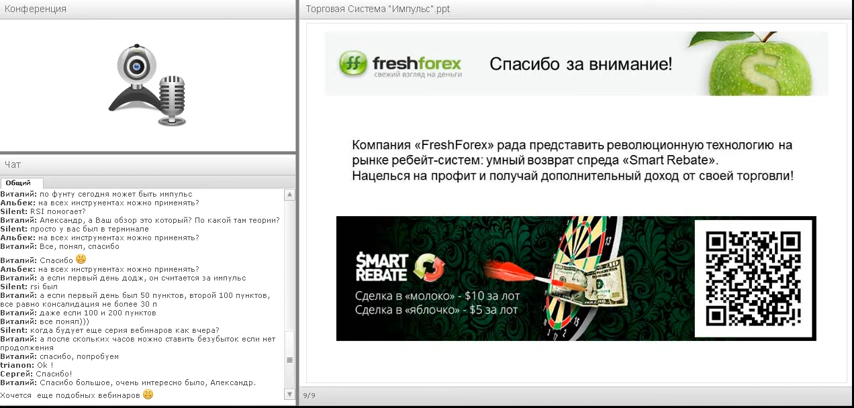 Конференция
Чат
Общий
Виталий: по фунту сегодня может быть импульс
Альбек: на всех инструментах можно применять?
Silent: RSI помогает?
Виталий: Александр, а Ваш обзор это который? По какой там теории?
Silent: просто у вас был в тернинале
Альбек: на всех инструментах можно применять?
Виталий: Все, понял, спасибо
Виталий: Спасибо
Альбек: на всех инструментах можно применять?
Виталий: а если первый день додж, он считается за импульс
Silent: rsi был
Виталий: а если первый день был 50 пунктов, второй 100 пунктов,
все равно консалидация не более 30 п
Виталий: даже если 100 и 200 пунктов
Виталий: все понял)))
Silent: когда будет еще серия вебинаров как вчера?
Виталий: а после скольких часов можно ставить безубыток если нет
продолжения
Виталий: спасибо, попробуем
trianon: Ok !
Сергей: Спасибо!
Виталий: Спасибо большое, очень интересно было, Александр.
Хочется еще подобных вебинаров
Торговая Система "Импульс".ppt
freshforex
свежий взгляд на деньги
Спасибо за внимание!
Компания «FreshForex» рада представить революционную технологию на
рынке ребейт-систем: умный возврат спреда «Smart Rebate».
Нацелься на профит и получай дополнительный доход от своей торговли!
$MART
REBATE
Сделка в «молоко» - $10 за лот
Сделка в «яблочко» - $5 за лот
9/9